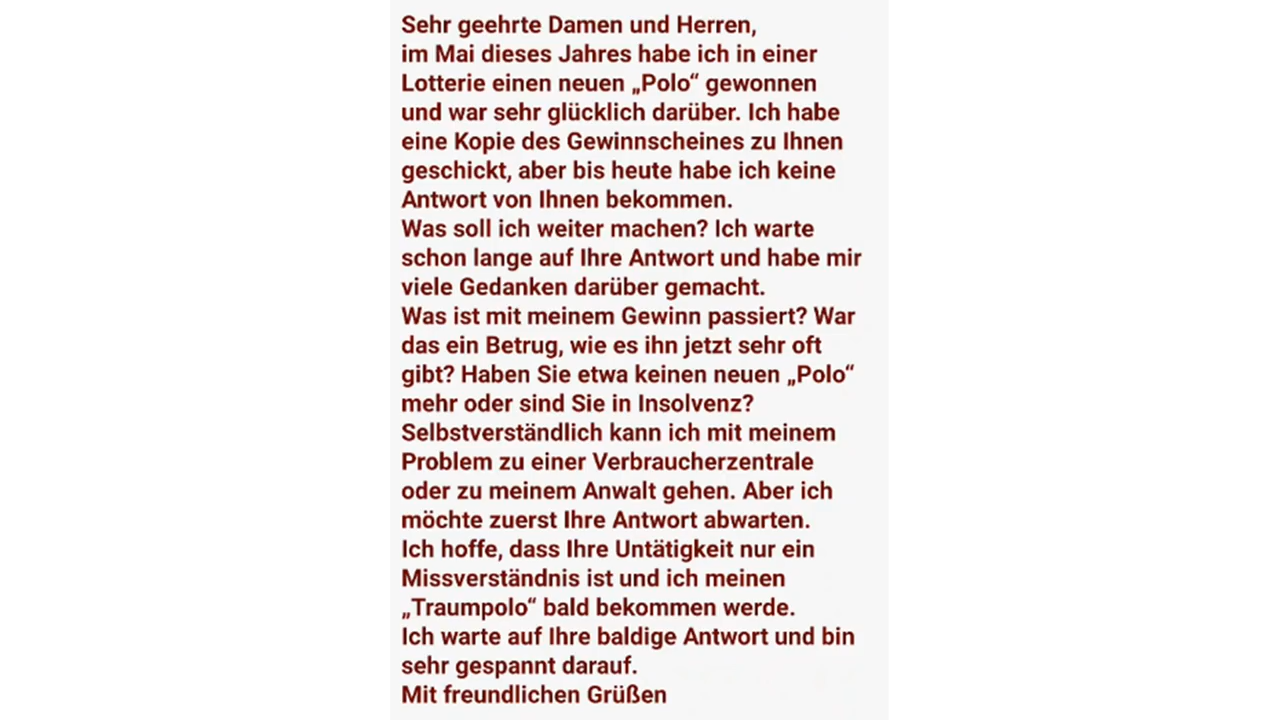 Sehr geehrte Damen und Herren,
im Mai dieses Jahres habe ich in einer
Lotterie einen neuen „Polo“ gewonnen
und war sehr glücklich darüber. Ich habe
eine Kopie des Gewinnscheines zu Ihnen
geschickt, aber bis heute habe ich keine
Antwort von Ihnen bekommen.
Was soll ich weiter machen? Ich warte
schon lange auf Ihre Antwort und habe mir
viele Gedanken darüber gemacht.
Was ist mit meinem Gewinn passiert? War
das ein Betrug, wie es ihn jetzt sehr oft
gibt? Haben Sie etwa keinen neuen „Polo“
mehr oder sind Sie in Insolvenz?
Selbstverständlich kann ich mit meinem
Problem zu einer Verbraucherzentrale
oder zu meinem Anwalt gehen. Aber ich
möchte zuerst Ihre Antwort abwarten.
Ich hoffe, dass Ihre Untätigkeit nur ein
Missverständnis ist und ich meinen
„Traumpolo“ bald bekommen werde.
Ich warte auf Ihre baldige Antwort und bin
sehr gespannt darauf.
Mit freundlichen Grüßen